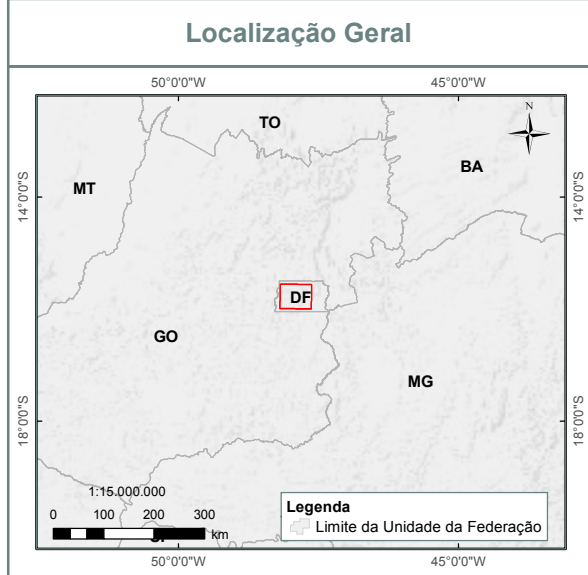 Localização Geral
50°0'0"W 45°0'0"W
N
TO
BA
MT
14°0'0"S 14°0'0"S
DF
GO
MG
18°0'0"S 18°0'0"S
1:15.000.000
0 100 200 300
km
Legenda
Limite da Unidade da Federação
50°0'0"W 45°0'0"W